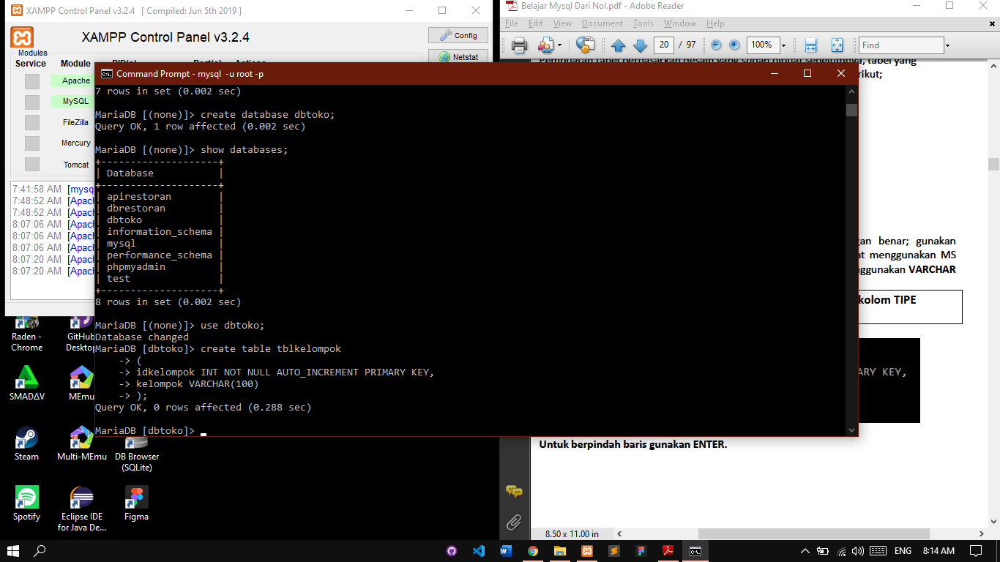 XAMPP Control Panel v3.2.4 [ Compiled: Jun 5th 2019 ]
XAMPP Control Panel v3.2.4
Config
Netstat
Modules
Service Module
Apache
MySQL
FileZilla
Mercury
Tomcat
7:41:58 AM [mysq
7:48:52 AM [Apach
7:48:52 AM [Apach
8:07:06 AM [Apach
8:07:06 AM [Apach
8:07:06 AM [Apach
8:07:20 AM [Apach
8:07:20 AM [Apach
Belajar Mysql Dari Nol.pdf - Adobe Reader
File Edit View Document Tools Window Help
20 / 97 100% Find
rikut;
gan benar; gunakan
at menggunakan MS
nggunakan VARCHAR
kolom TIPE
ARY KEY,
Untuk berpindah baris gunakan ENTER.
8.50 x 11.00 in
Command Prompt - mysql -u root -p
7 rows in set (0.002 sec)
MariaDB [(none)]> create database dbtoko;
Query OK, 1 row affected (0.002 sec)
MariaDB [(none)]> show databases;
+--------------------+
| Database |
+--------------------+
| apirestoran |
| dbrestoran |
| dbtoko |
| information_schema |
| mysql |
| performance_schema |
| phpmyadmin |
| test |
+--------------------+
8 rows in set (0.002 sec)
MariaDB [(none)]> use dbtoko;
Database changed
MariaDB [dbtoko]> create table tblkelompok
-> (
-> idkelompok INT NOT NULL AUTO_INCREMENT PRIMARY KEY,
-> kelompok VARCHAR(100)
-> );
Query OK, 0 rows affected (0.288 sec)
MariaDB [dbtoko]>
Raden -
Chrome
GitHub
Deskto
SMADΔV
MEmu
Steam
Multi-MEmu
DB Browser
(SQLite)
Spotify
Eclipse IDE
for Java De...
Figma
ENG 8:14 AM